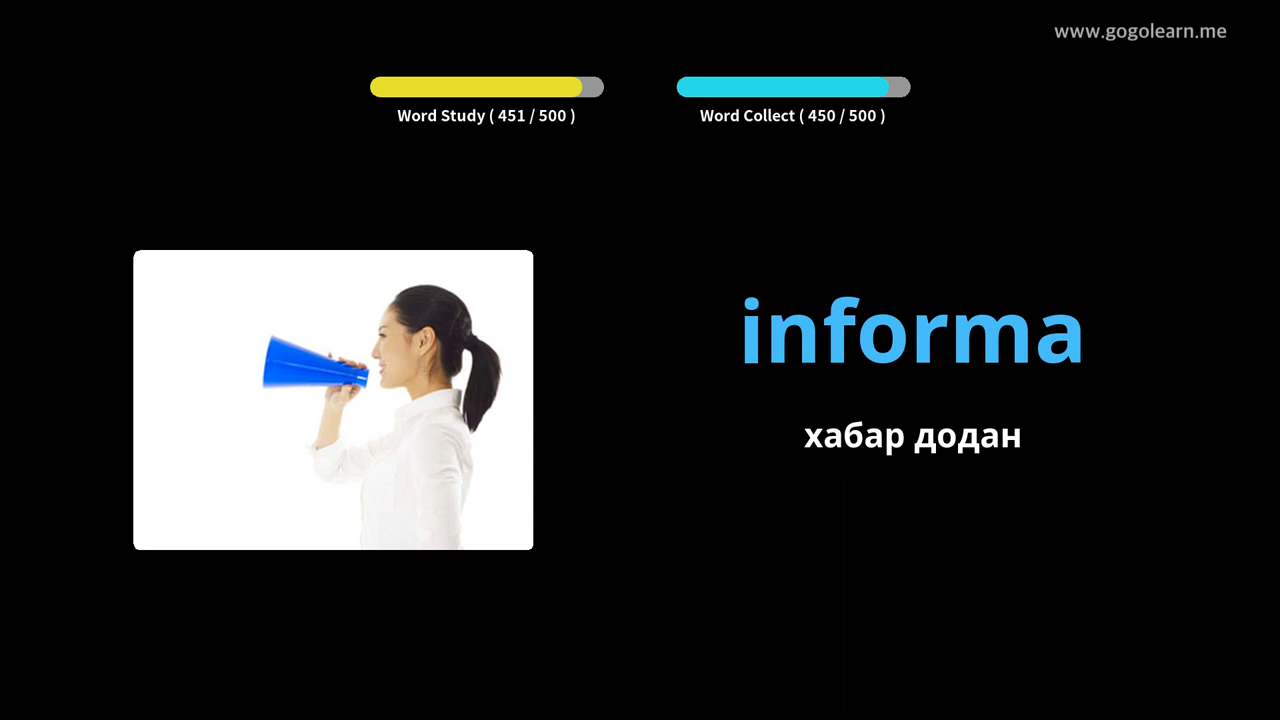 www.gogolearn.me
Word Study ( 451 / 500 )
Word Collect ( 450 / 500 )
informa
хабар додан